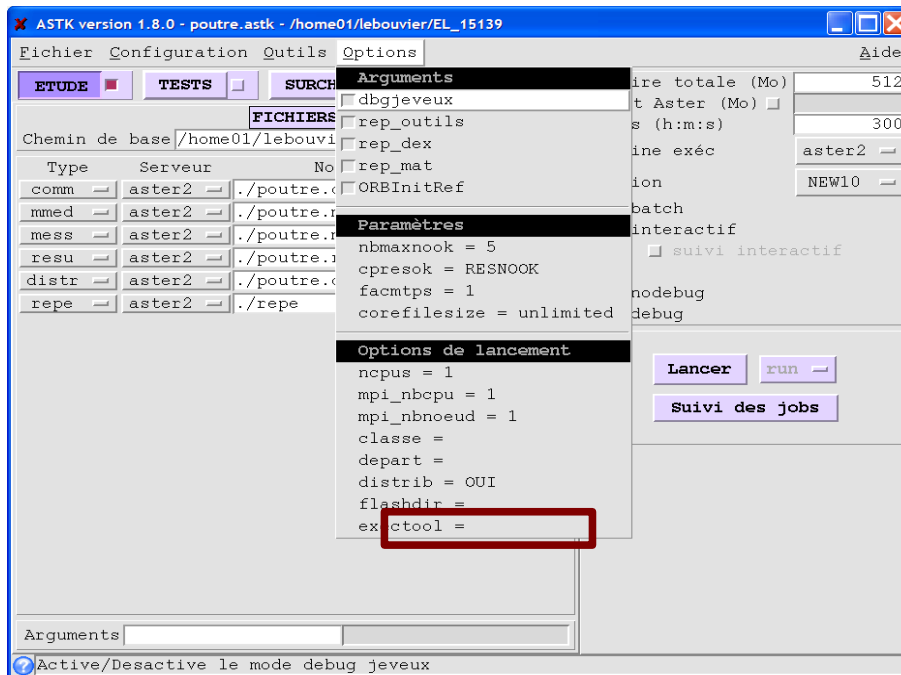 ASTK version 1.8.0 - poutre.astk - /home01/lebouvier/EL_15139
Fichier Configuration Outils Options Aide
ETUDE TESTS SURCH
FICHIERS
Chemin de base /home01/lebouvi
Type Serveur No
comm aster2 ./poutre.
mmed aster2 ./poutre.
mess aster2 ./poutre.
resu aster2 ./poutre.
distr aster2 ./poutre.
repe aster2 ./repe
Arguments
dbgjeveux
rep_outils
rep_dex
rep_mat
ORBInitRef
Paramètres
nbmaxnook = 5
cpresok = RESNOOK
facmtps = 1
corefilesize = unlimited
Options de lancement
ncpus = 1
mpi_nbcpu = 1
mpi_nbnoeud = 1
classe =
depart =
distrib = OUI
flashdir =
exectool =
ire totale (Mo) 512
t Aster (Mo)
s (h:m:s) 300
ine exéc aster2
ion NEW10
batch
interactif
suivi interactif
nodebug
debug
Lancer run
Suivi des jobs
Arguments
Active/Desactive le mode debug jeveux